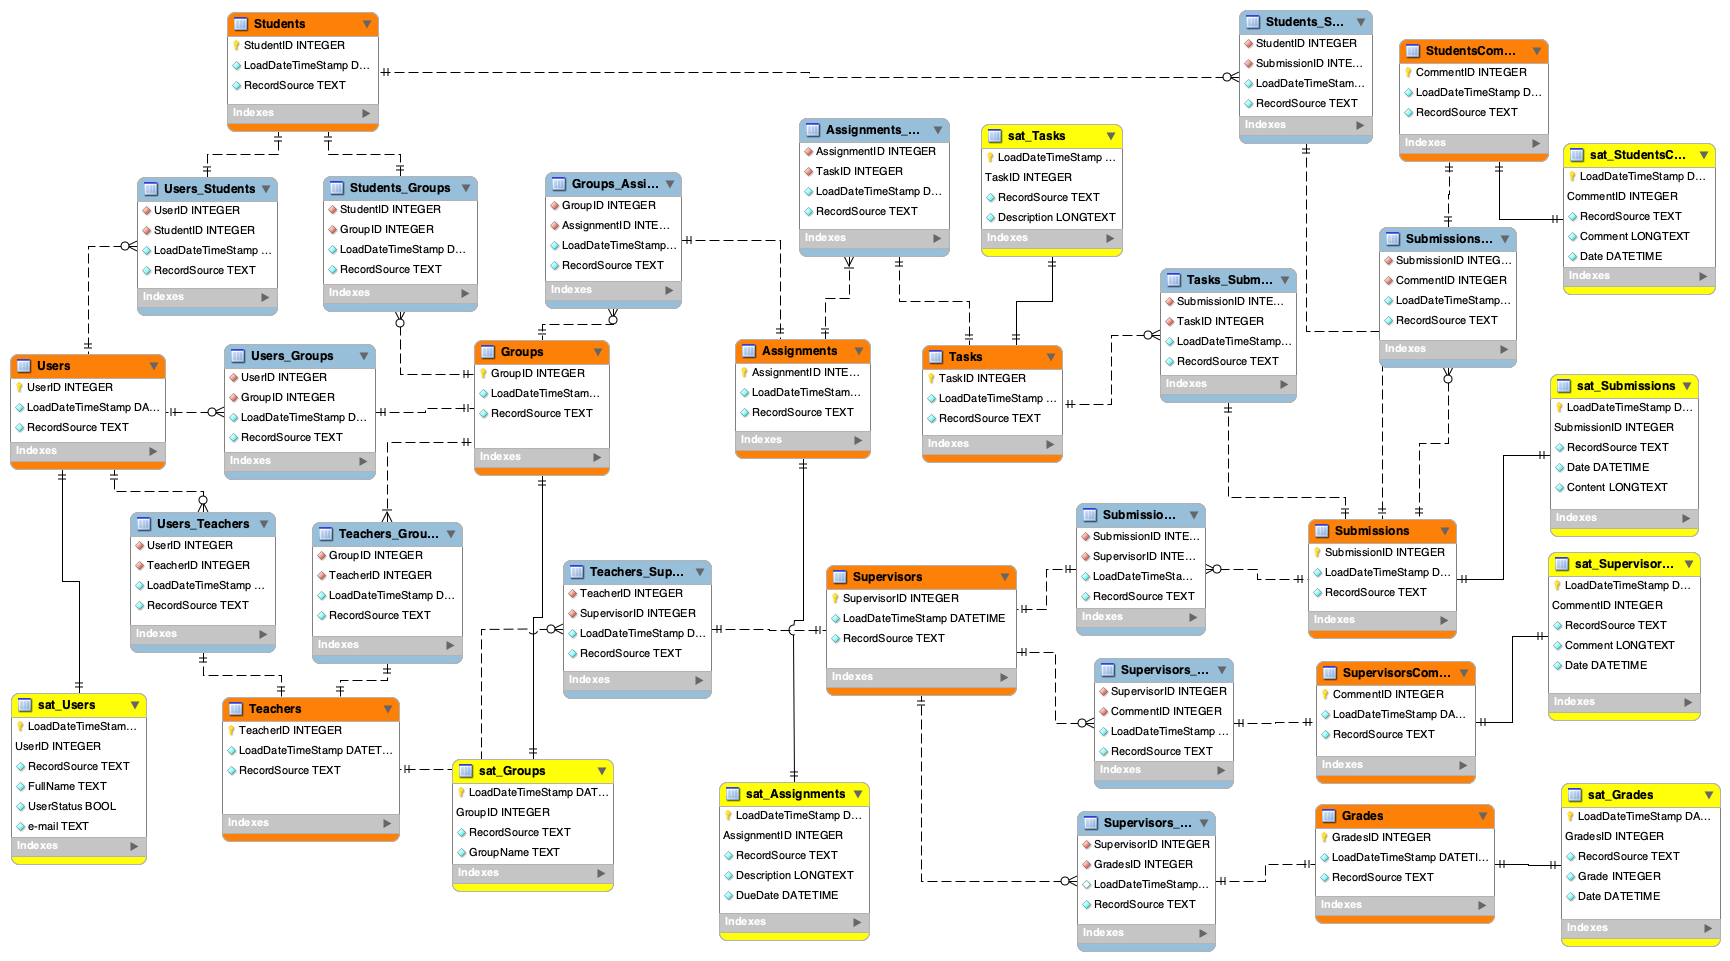 Students
StudentID INTEGER
LoadDateTimeStamp D...
RecordSource TEXT
Indexes
Students_S...
StudentID INTEGER
SubmissionID INTE...
LoadDateTimeStam...
RecordSource TEXT
Indexes
StudentsCom...
CommentID INTEGER
LoadDateTimeStamp D...
RecordSource TEXT
Indexes
Assignments_...
AssignmentID INTEGER
TaskID INTEGER
LoadDateTimeStamp D...
RecordSource TEXT
Indexes
sat_Tasks
LoadDateTimeStamp ...
TaskID INTEGER
RecordSource TEXT
Description LONGTEXT
Indexes
sat_StudentsC...
LoadDateTimeStamp D...
CommentID INTEGER
RecordSource TEXT
Comment LONGTEXT
Date DATETIME
Indexes
Users_Students
UserID INTEGER
StudentID INTEGER
LoadDateTimeStamp ...
RecordSource TEXT
Indexes
Students_Groups
StudentID INTEGER
GroupID INTEGER
LoadDateTimeStamp D...
RecordSource TEXT
Indexes
Groups_Assi...
GroupID INTEGER
AssignmentID INTE...
LoadDateTimeStamp...
RecordSource TEXT
Indexes
Submissions...
SubmissionID INTEG...
CommentID INTEGER
LoadDateTimeStamp...
RecordSource TEXT
Indexes
Tasks_Subm...
SubmissionID INTE...
TaskID INTEGER
LoadDateTimeStamp...
RecordSource TEXT
Indexes
Users
UserID INTEGER
LoadDateTimeStamp DA...
RecordSource TEXT
Indexes
Users_Groups
UserID INTEGER
GroupID INTEGER
LoadDateTimeStamp D...
RecordSource TEXT
Indexes
Groups
GroupID INTEGER
LoadDateTimeStam...
RecordSource TEXT
Indexes
Assignments
AssignmentID INTE...
LoadDateTimeStam...
RecordSource TEXT
Indexes
Tasks
TaskID INTEGER
LoadDateTimeStamp ...
RecordSource TEXT
Indexes
sat_Submissions
LoadDateTimeStamp D...
SubmissionID INTEGER
RecordSource TEXT
Date DATETIME
Content LONGTEXT
Indexes
Users_Teachers
UserID INTEGER
TeacherID INTEGER
LoadDateTimeStamp ...
RecordSource TEXT
Indexes
Teachers_Grou...
GroupID INTEGER
TeacherID INTEGER
LoadDateTimeStamp D...
RecordSource TEXT
Indexes
Teachers_Sup...
TeacherID INTEGER
SupervisorID INTEGER
LoadDateTimeStamp D...
RecordSource TEXT
Indexes
Supervisors
SupervisorID INTEGER
LoadDateTimeStamp DATETIME
RecordSource TEXT
Indexes
Submissio...
SubmissionID INTE...
SupervisorID INTE...
LoadDateTimeSta...
RecordSource TEXT
Indexes
Submissions
SubmissionID INTEGER
LoadDateTimeStamp D...
RecordSource TEXT
Indexes
sat_Supervisor...
LoadDateTimeStamp D...
CommentID INTEGER
RecordSource TEXT
Comment LONGTEXT
Date DATETIME
Indexes
Supervisors_...
SupervisorID INTEGER
CommentID INTEGER
LoadDateTimeStamp ...
RecordSource TEXT
Indexes
SupervisorsCom...
CommentID INTEGER
LoadDateTimeStamp DA...
RecordSource TEXT
Indexes
sat_Users
LoadDateTimeStam...
UserID INTEGER
RecordSource TEXT
FullName TEXT
UserStatus BOOL
e-mail TEXT
Indexes
Teachers
TeacherID INTEGER
LoadDateTimeStamp DATET...
RecordSource TEXT
Indexes
sat_Groups
LoadDateTimeStamp DAT...
GroupID INTEGER
RecordSource TEXT
GroupName TEXT
Indexes
sat_Assignments
LoadDateTimeStamp D...
AssignmentID INTEGER
RecordSource TEXT
Description LONGTEXT
DueDate DATETIME
Indexes
Supervisors_...
SupervisorID INTEGER
GradesID INTEGER
LoadDateTimeStamp...
RecordSource TEXT
Indexes
Grades
GradesID INTEGER
LoadDateTimeStamp DATETI...
RecordSource TEXT
Indexes
sat_Grades
LoadDateTimeStamp DA...
GradesID INTEGER
RecordSource TEXT
Grade INTEGER
Date DATETIME
Indexes